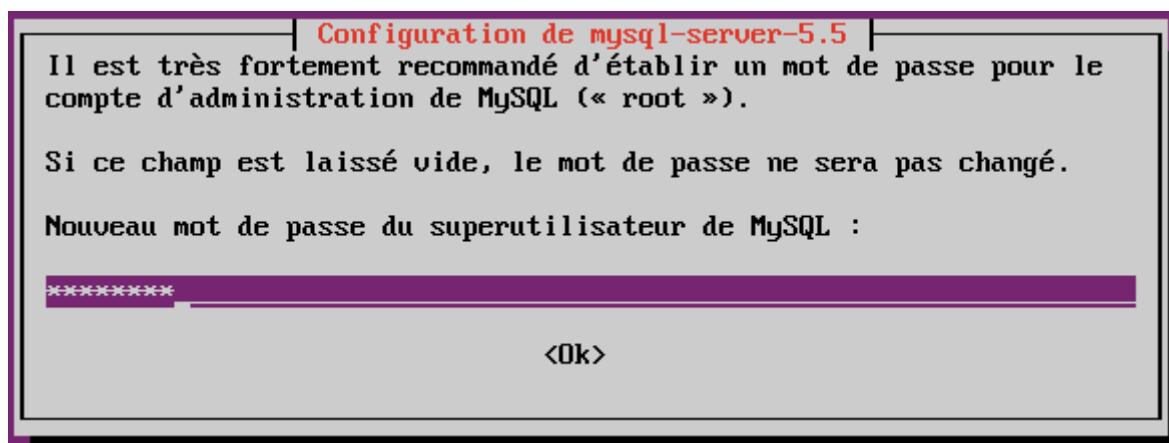 Configuration de mysql-server-5.5
Il est très fortement recommandé d'établir un mot de passe pour le
compte d'administration de MySQL (« root »).
Si ce champ est laissé vide, le mot de passe ne sera pas changé.
Nouveau mot de passe du superutilisateur de MySQL :
********
<Ok>